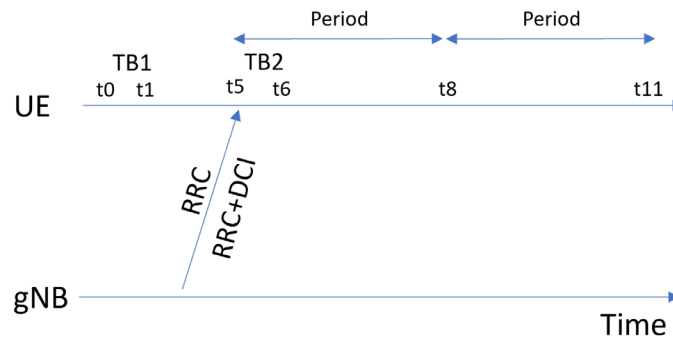 Period Period
TB1 TB2
t0 t1 t5 t6 t8 t11
UE
RRC
RRC+DCI
gNB
Time